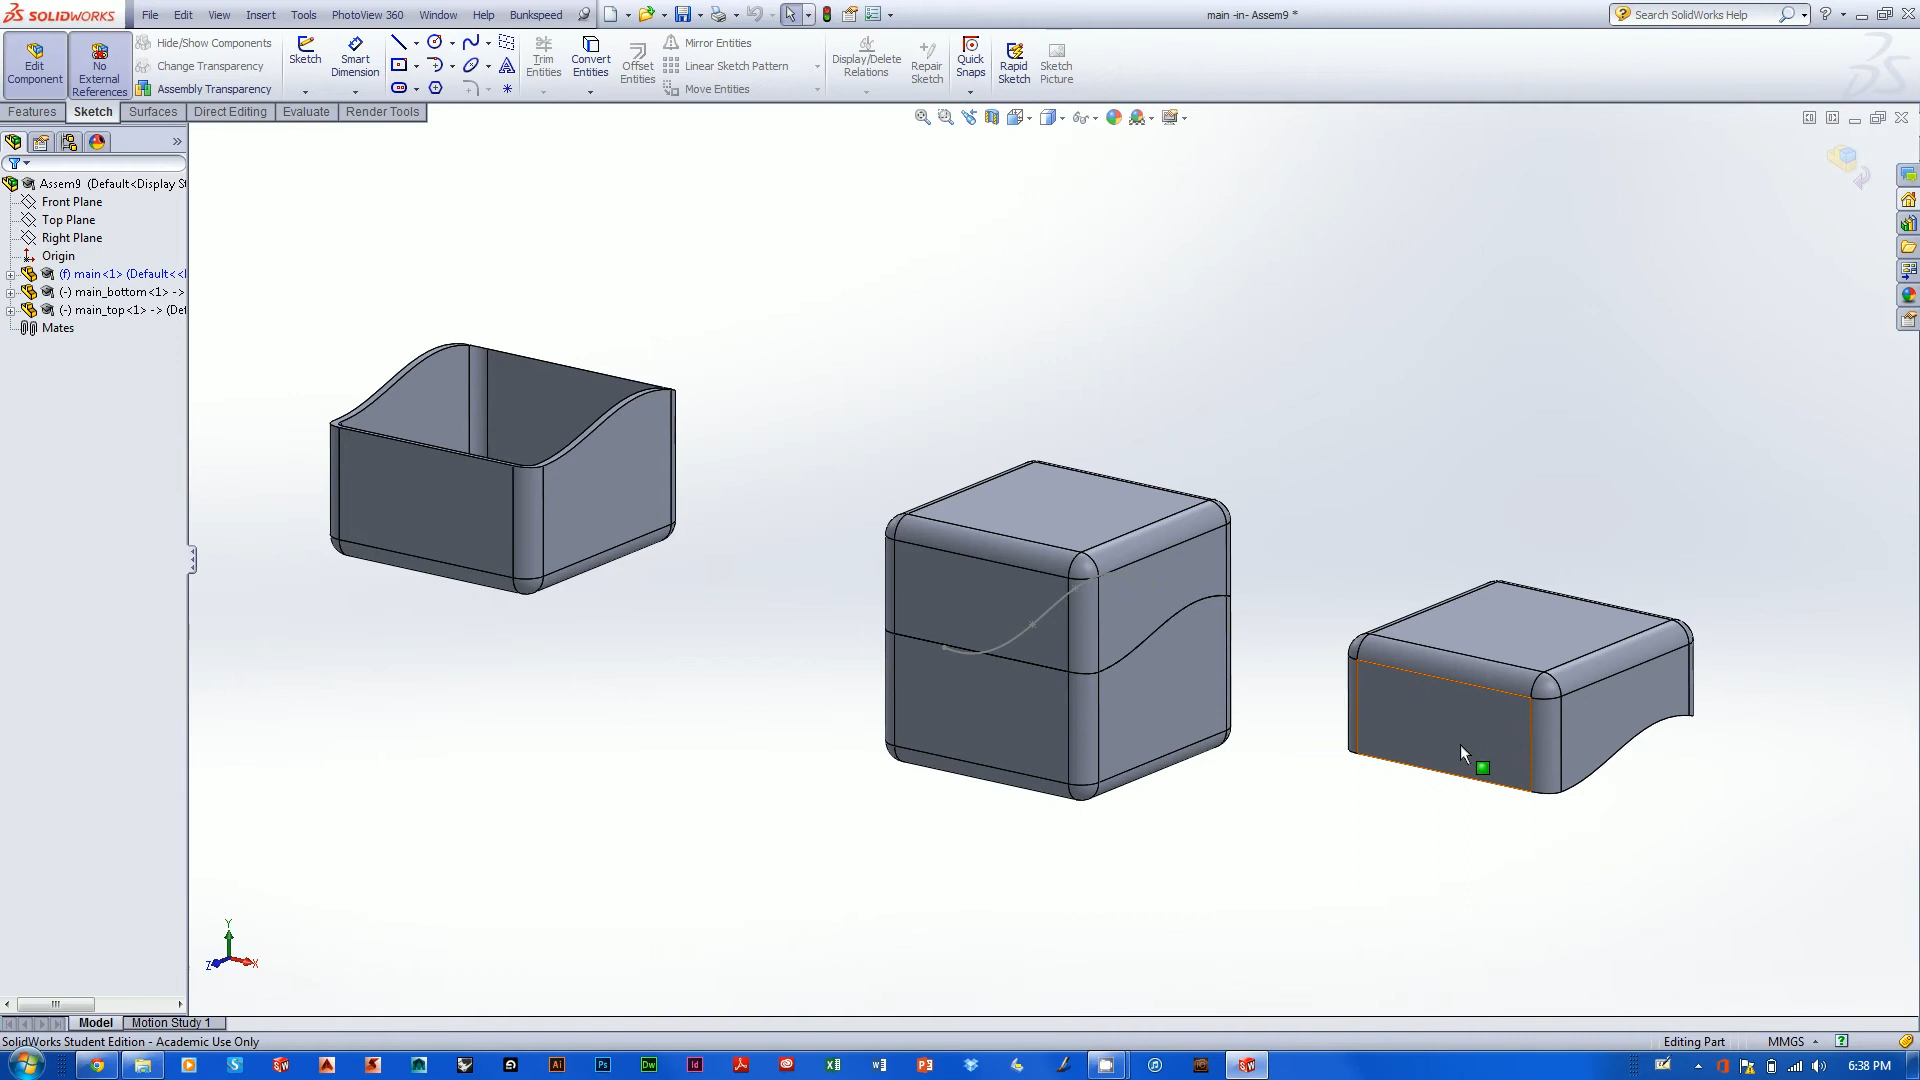 SOLIDWORKS File Edit View Insert Tools PhotoView 360 Window Help Bunkspeed main -in- Assem9 * Search SolidWorks Help
Edit Component
No External References
Hide/Show Components
Change Transparency
Assembly Transparency
Sketch
Smart Dimension
Trim Entities
Convert Entities
Offset Entities
Mirror Entities
Linear Sketch Pattern
Move Entities
Display/Delete Relations
Repair Sketch
Quick Snaps
Rapid Sketch
Sketch Picture
Features Sketch Surfaces Direct Editing Evaluate Render Tools
Assem9 (Default<Display St
Front Plane
Top Plane
Right Plane
Origin
(f) main<1> (Default<<
(-) main_bottom<1> ->
(-) main_top<1> -> (Def
Mates
Y
Z X
Model Motion Study 1
SolidWorks Student Edition - Academic Use Only Editing Part MMGS
6:38 PM